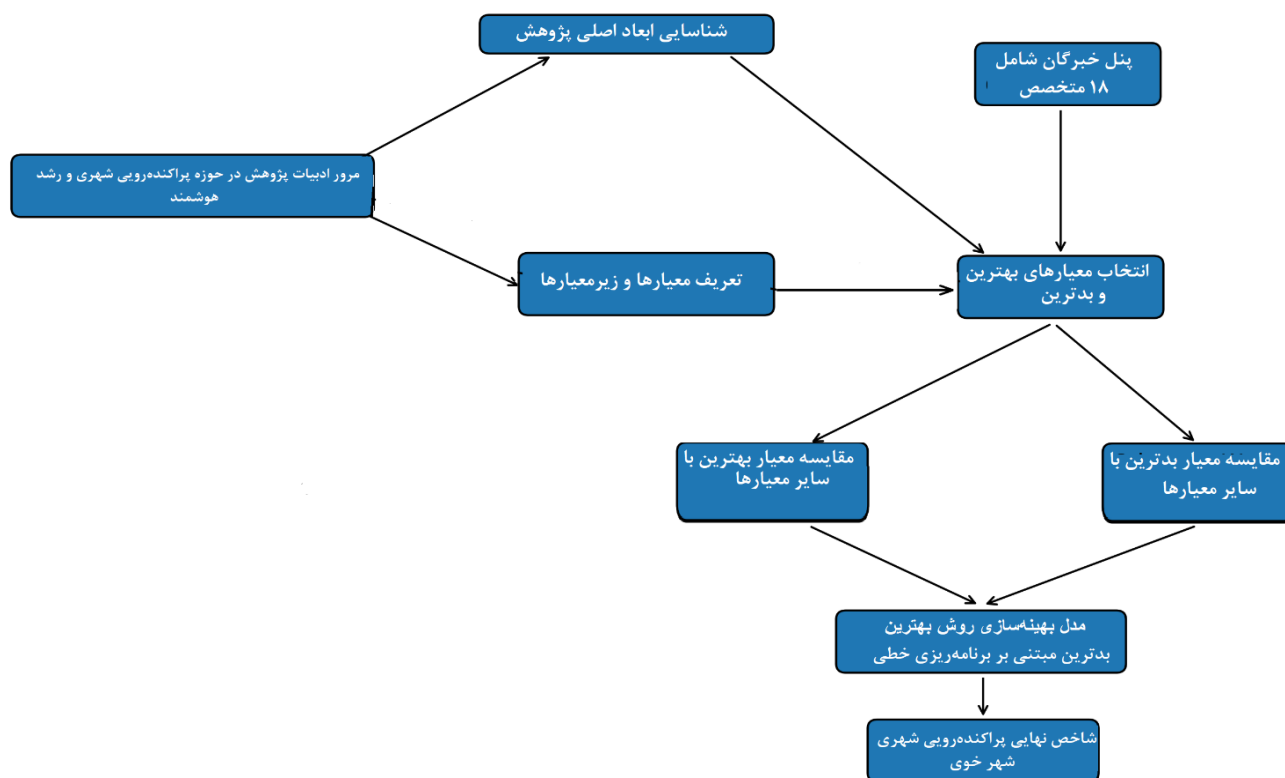 شناسایی ابعاد اصلی پژوهش
پنل خبرگان شامل
۱۸ متخصص
مرور ادبیات پژوهش در حوزه پراکنده‌رویی شهری و رشد
هوشمند
تعریف معیارها و زیرمعیارها
انتخاب معیارهای بهترین
و بدترین
مقایسه معیار بدترین با
سایر معیارها
مقایسه معیار بهترین با
سایر معیارها
مدل بهینه‌سازی روش بهترین
بدترین مبتنی بر برنامه‌ریزی خطی
شاخص نهایی پراکنده‌رویی شهری
شهر خوی